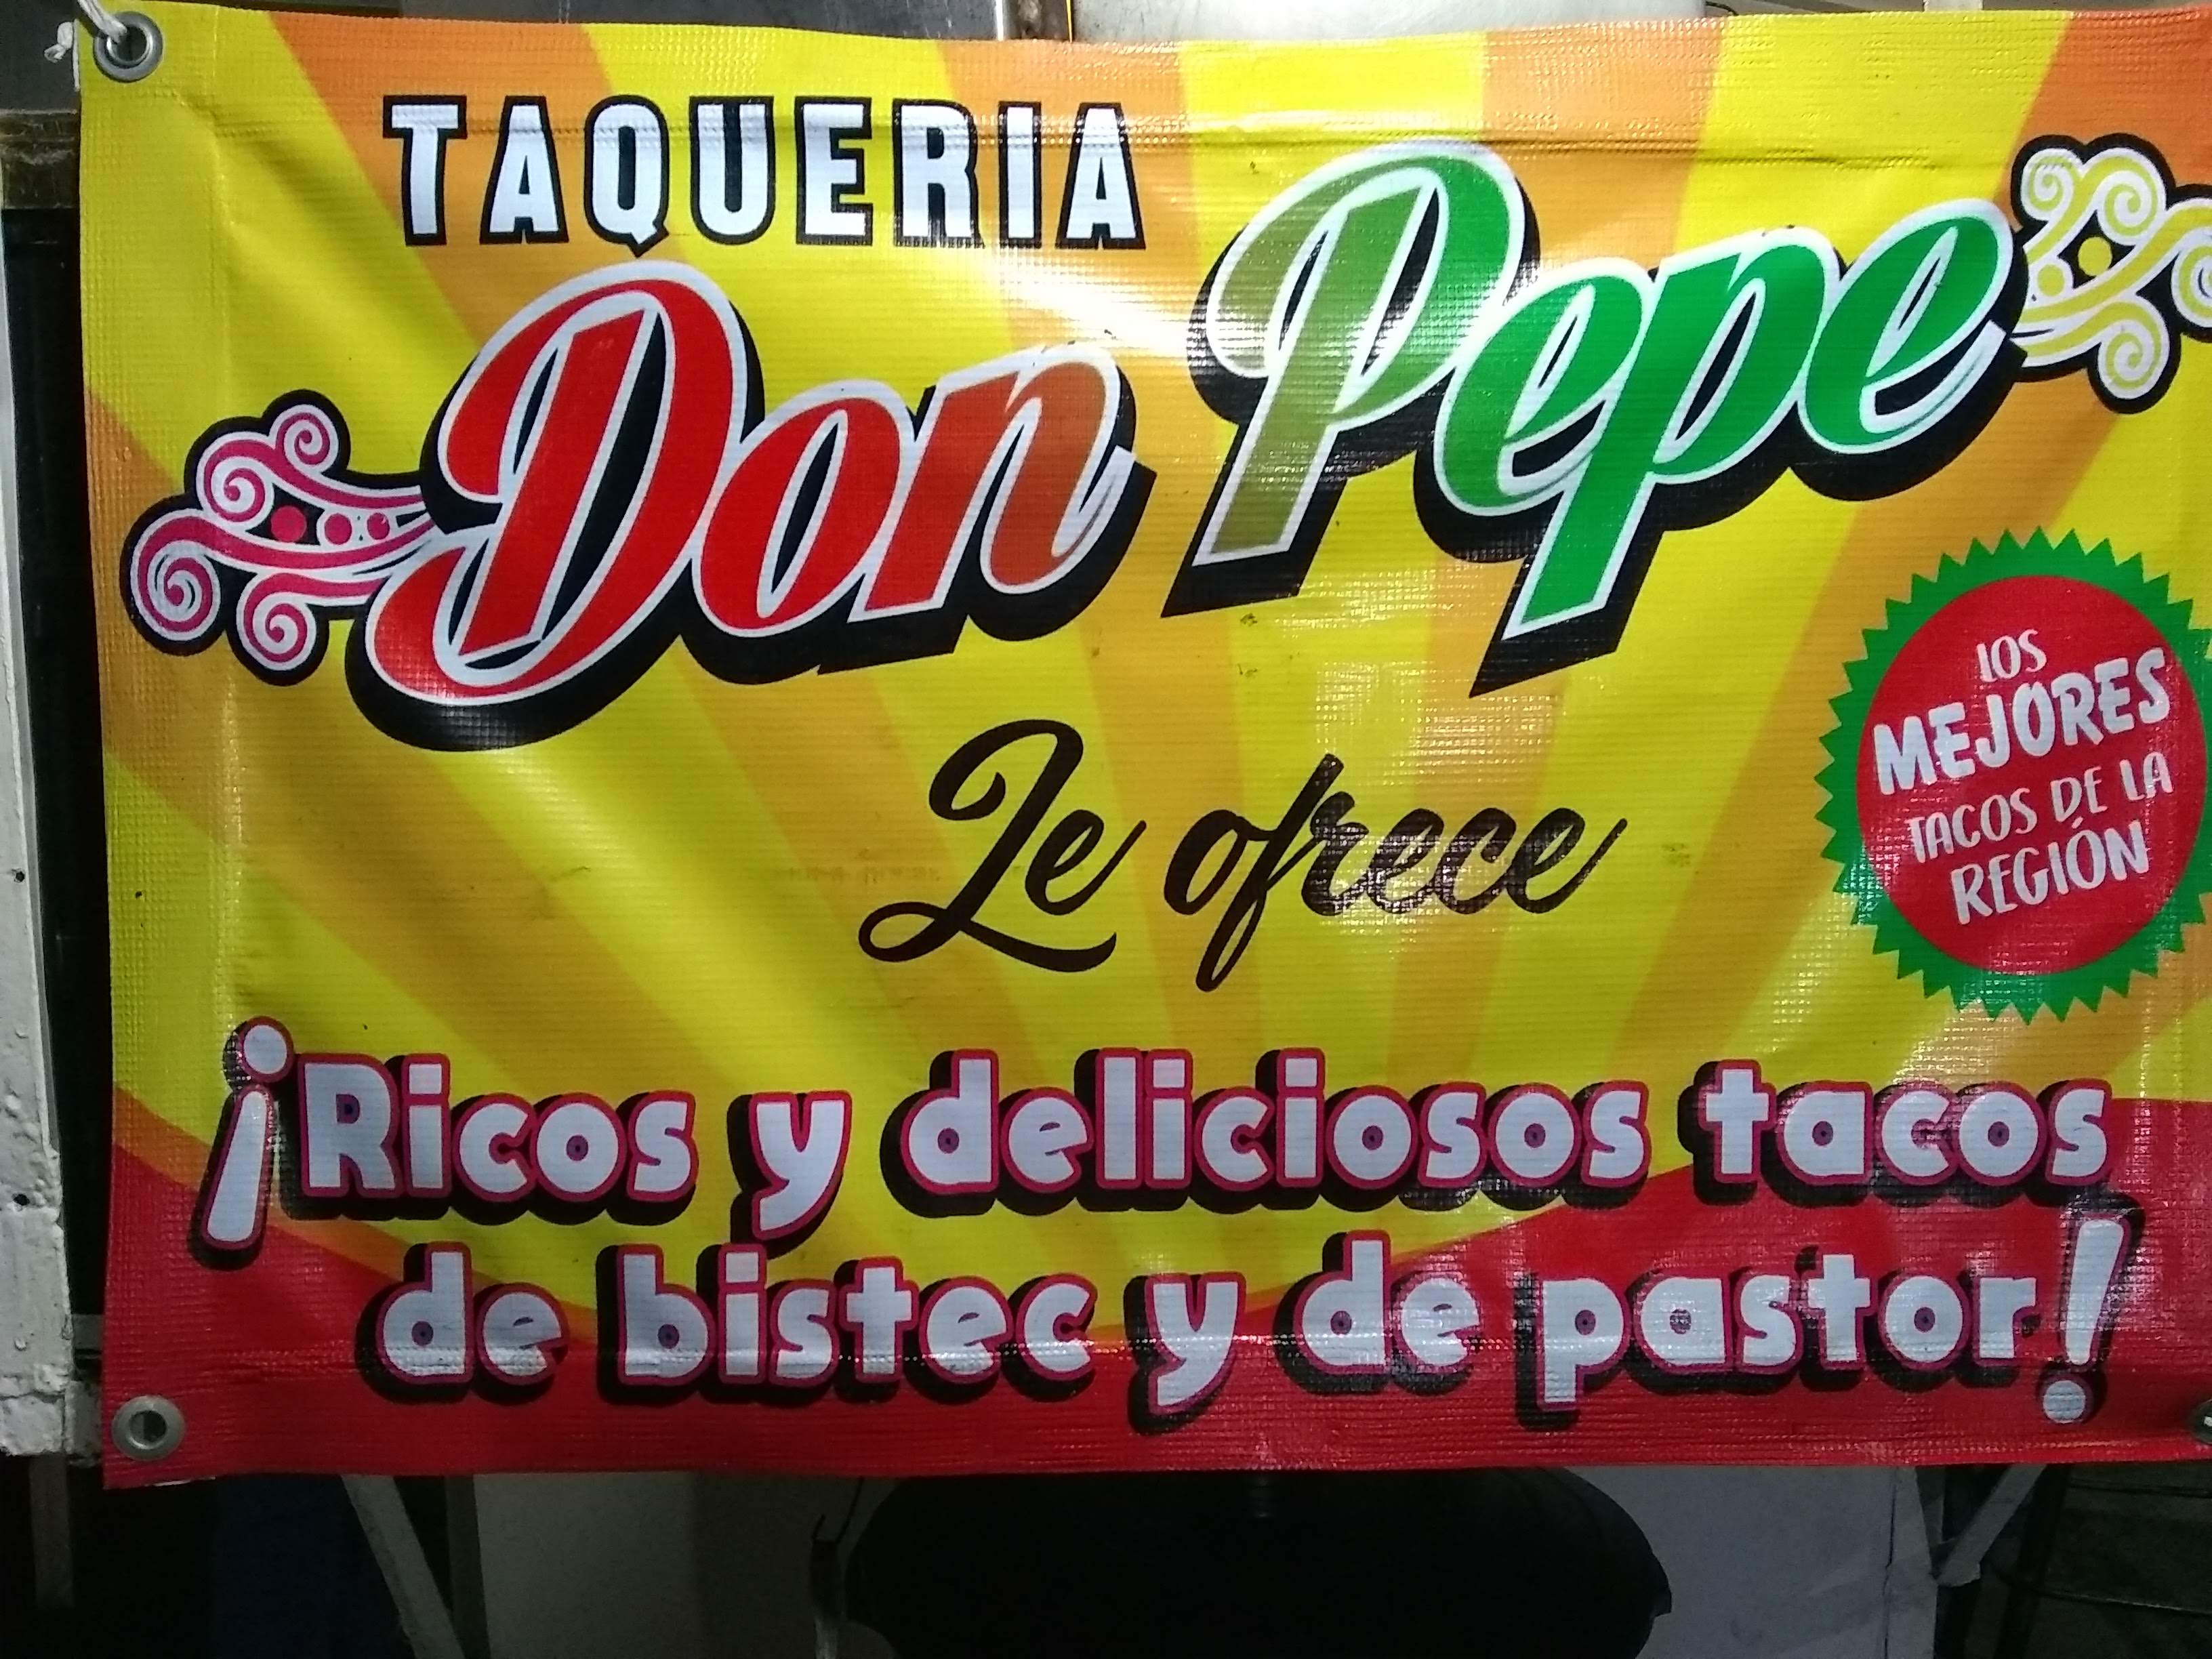 TAQUERIA
Don Pepe
Le ofrece
LOS
MEJORES
TACOS DE LA
REGIÓN
¡Ricos y deliciosos tacos
de bistec y de pastor!